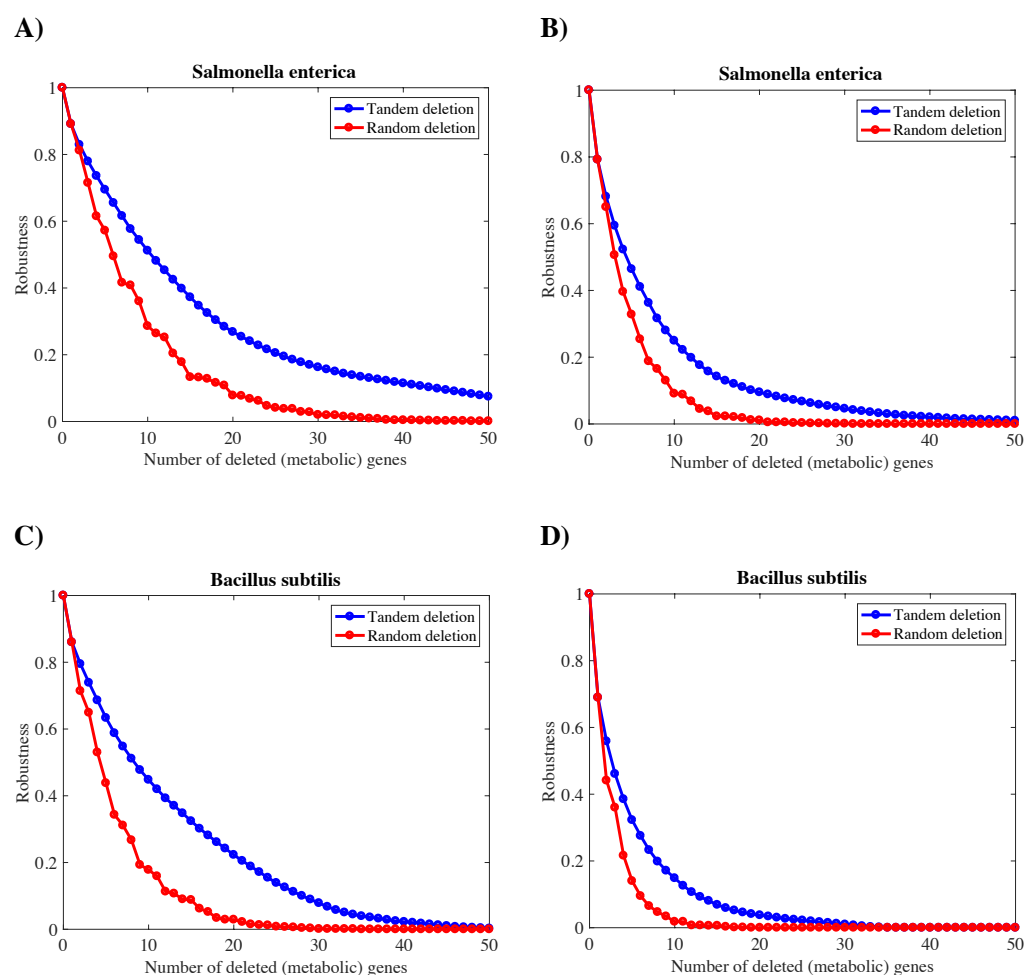 A)
Salmonella enterica
Tandem deletion
Random deletion
1
0.8
0.6
0.4
0.2
0
Robustness
0 10 20 30 40 50
Number of deleted (metabolic) genes
B)
Salmonella enterica
Tandem deletion
Random deletion
1
0.8
0.6
0.4
0.2
0
Robustness
0 10 20 30 40 50
Number of deleted (metabolic) genes
C)
Bacillus subtilis
Tandem deletion
Random deletion
1
0.8
0.6
0.4
0.2
0
Robustness
0 10 20 30 40 50
Number of deleted (metabolic) genes
D)
Bacillus subtilis
Tandem deletion
Random deletion
1
0.8
0.6
0.4
0.2
0
Robustness
0 10 20 30 40 50
Number of deleted (metabolic) genes